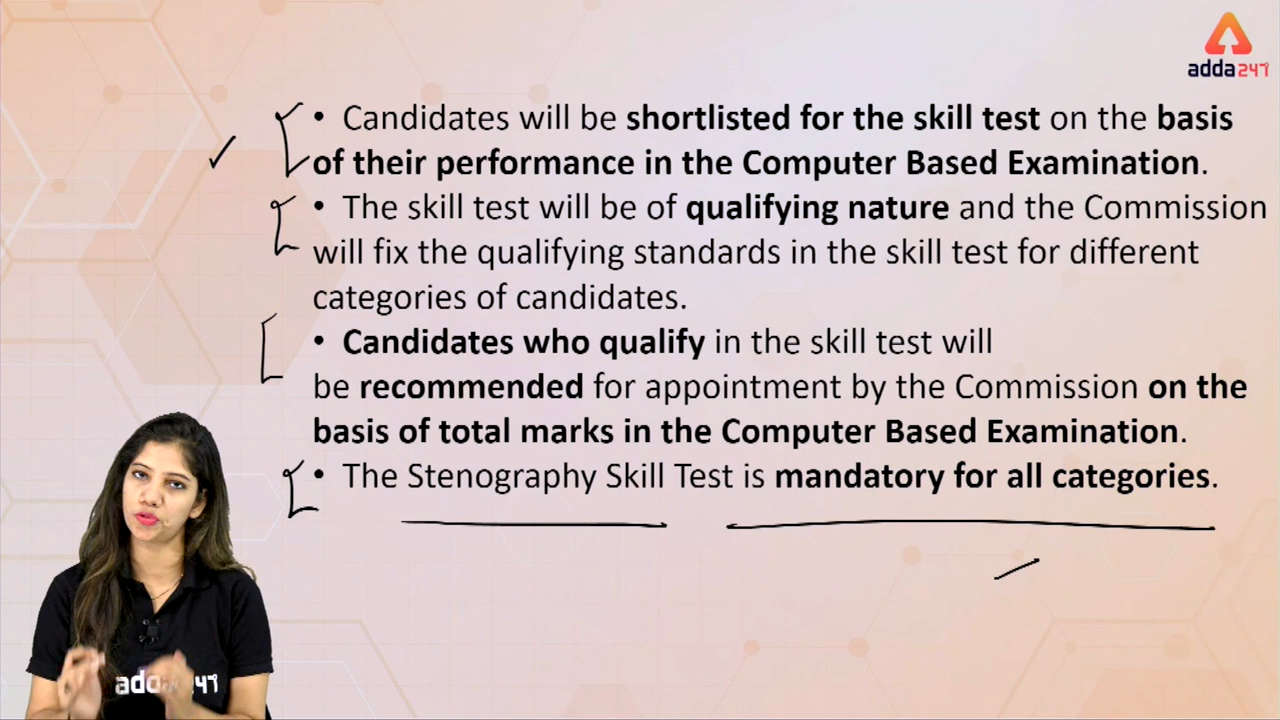 adda247
• Candidates will be shortlisted for the skill test on the basis
of their performance in the Computer Based Examination.
• The skill test will be of qualifying nature and the Commission
will fix the qualifying standards in the skill test for different
categories of candidates.
• Candidates who qualify in the skill test will
be recommended for appointment by the Commission on the
basis of total marks in the Computer Based Examination.
• The Stenography Skill Test is mandatory for all categories.